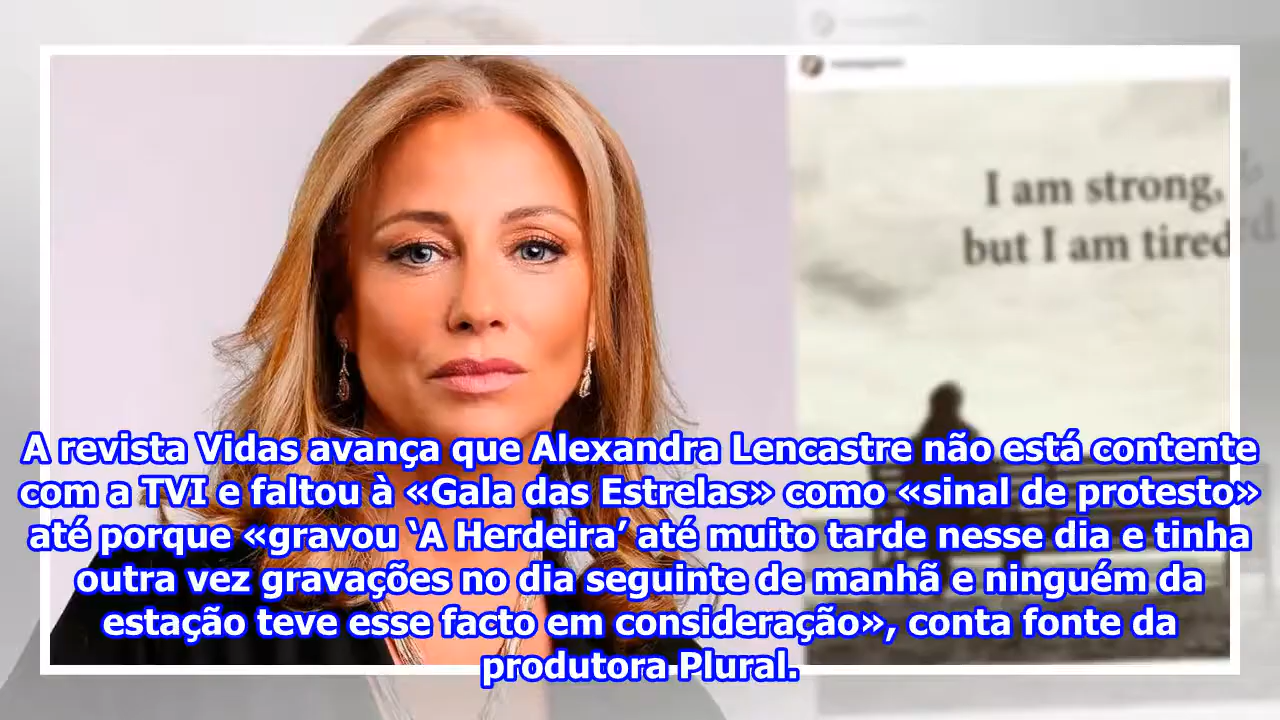 I am strong,
but I am tired
A revista Vidas avança que Alexandra Lencastre não está contente
com a TVI e faltou à «Gala das Estrelas» como «sinal de protesto»
até porque «gravou ‘A Herdeira’ até muito tarde nesse dia e tinha
outra vez gravações no dia seguinte de manhã e ninguém da
estação teve esse facto em consideração», conta fonte da
produtora Plural.